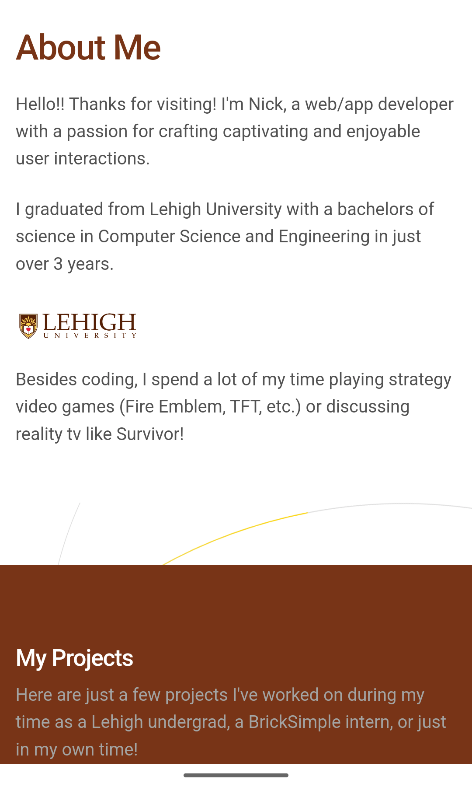 About Me
Hello!! Thanks for visiting! I'm Nick, a web/app developer
with a passion for crafting captivating and enjoyable
user interactions.
I graduated from Lehigh University with a bachelors of
science in Computer Science and Engineering in just
over 3 years.
LEHIGH
UNIVERSITY
Besides coding, I spend a lot of my time playing strategy
video games (Fire Emblem, TFT, etc.) or discussing
reality tv like Survivor!
My Projects
Here are just a few projects I've worked on during my
time as a Lehigh undergrad, a BrickSimple intern, or just
in my own time!